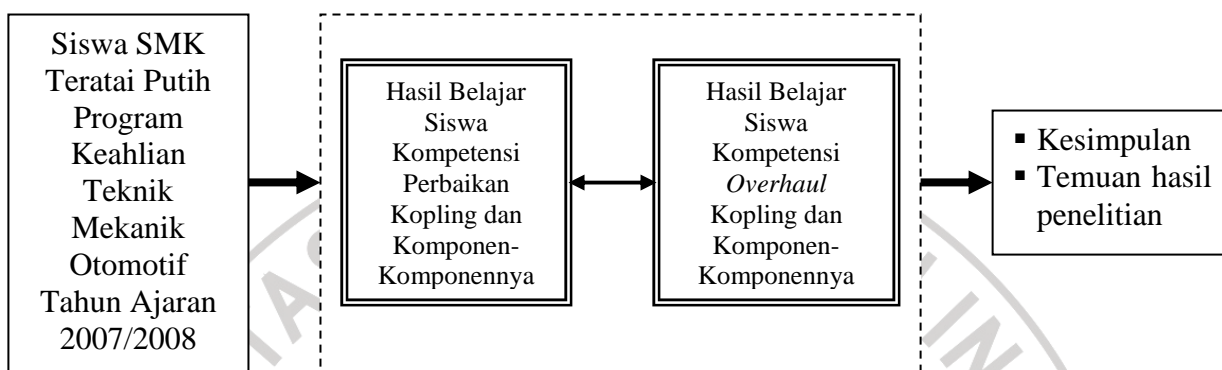 Siswa SMK
Teratai Putih
Program
Keahlian
Teknik
Mekanik
Otomotif
Tahun Ajaran
2007/2008
Hasil Belajar
Siswa
Kompetensi
Perbaikan
Kopling dan
Komponen-
Komponennya
Hasil Belajar
Siswa
Kompetensi
Overhaul
Kopling dan
Komponen-
Komponennya
▪ Kesimpulan
▪ Temuan hasil
penelitian